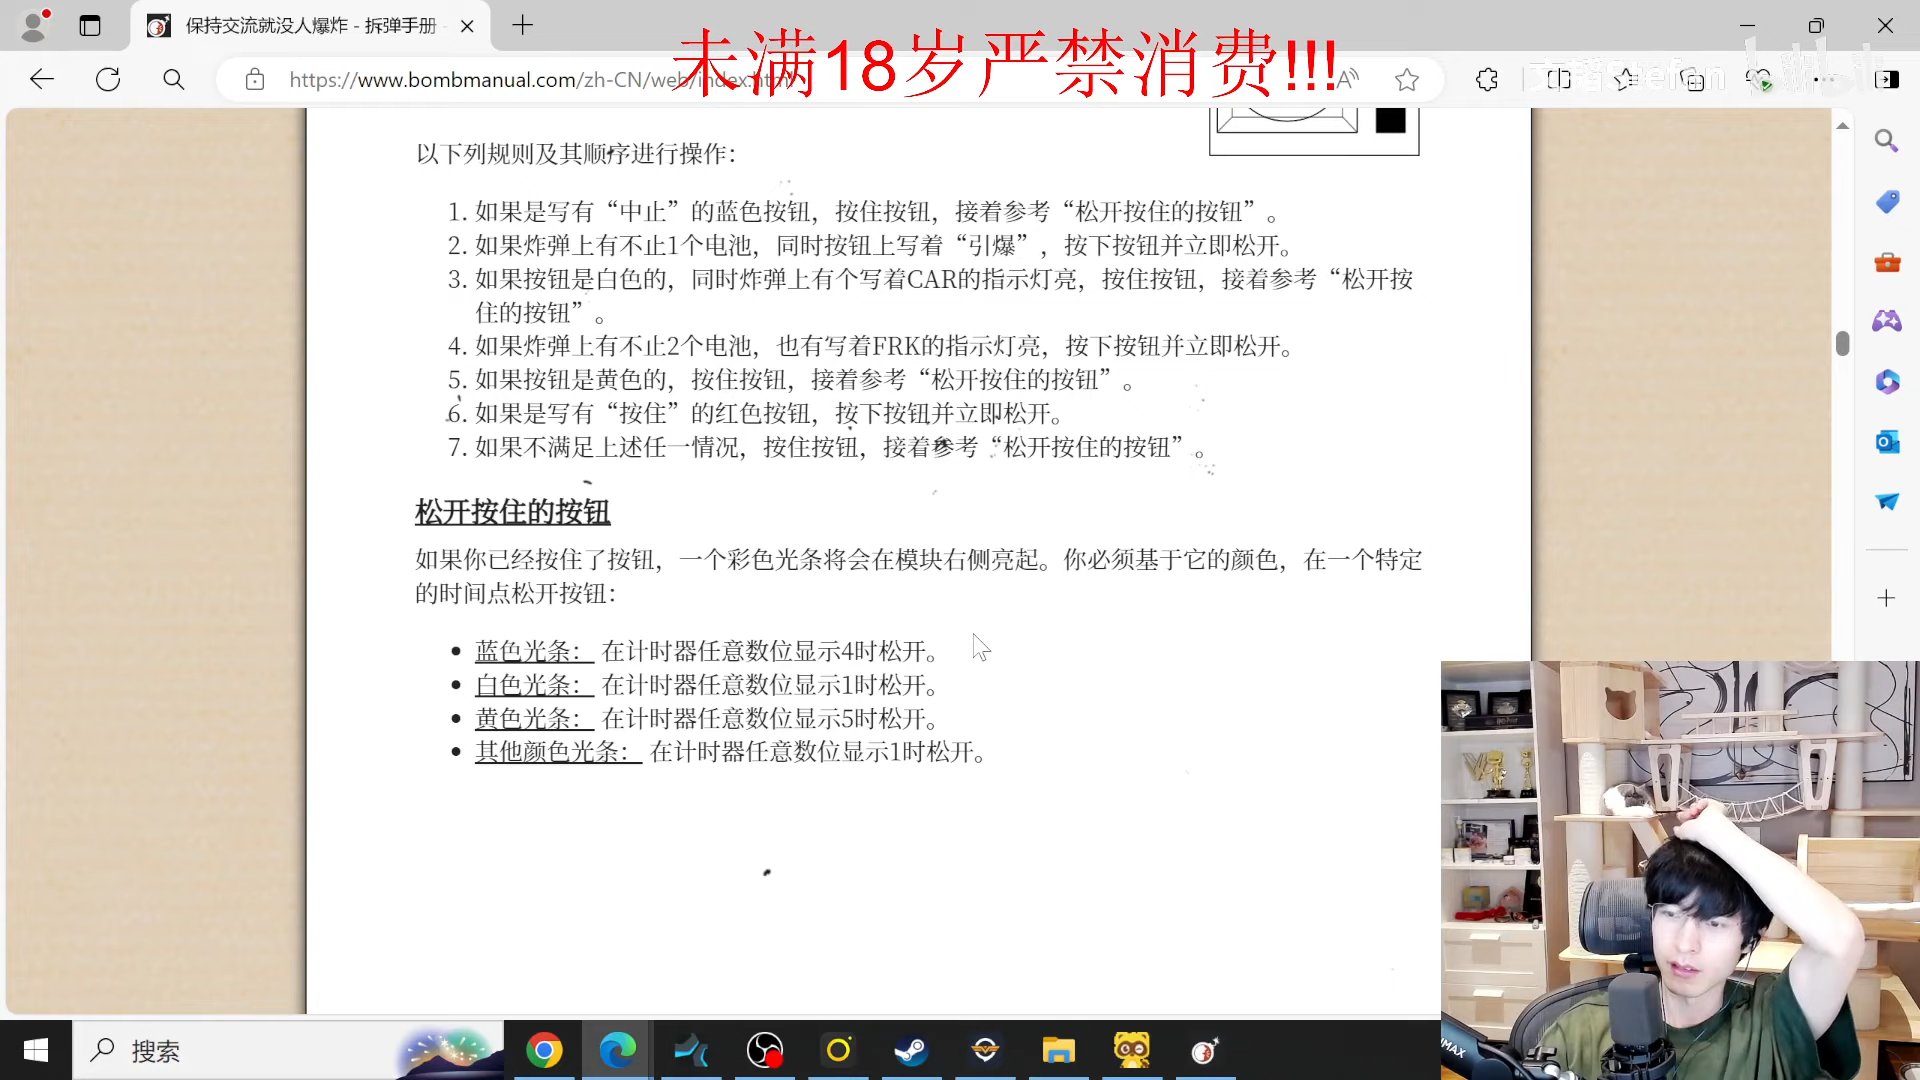 保持交流就没人爆炸 - 拆弹手册
未满18岁严禁消费!!!
https://www.bombmanual.com/zh-CN/web/index.html
文韬Stefan
以下列规则及其顺序进行操作：
1. 如果是写有“中止”的蓝色按钮，按住按钮，接着参考“松开按住的按钮”。
2. 如果炸弹上有不止1个电池，同时按钮上写着“引爆”，按下按钮并立即松开。
3. 如果按钮是白色的，同时炸弹上有个写着CAR的指示灯亮，按住按钮，接着参考“松开按
住的按钮”。
4. 如果炸弹上有不止2个电池，也有写着FRK的指示灯亮，按下按钮并立即松开。
5. 如果按钮是黄色的，按住按钮，接着参考“松开按住的按钮”。
6. 如果是写有“按住”的红色按钮，按下按钮并立即松开。
7. 如果不满足上述任一情况，按住按钮，接着参考“松开按住的按钮”。
松开按住的按钮
如果你已经按住了按钮，一个彩色光条将会在模块右侧亮起。你必须基于它的颜色，在一个特定
的时间点松开按钮：
• 蓝色光条： 在计时器任意数位显示4时松开。
• 白色光条： 在计时器任意数位显示1时松开。
• 黄色光条： 在计时器任意数位显示5时松开。
• 其他颜色光条： 在计时器任意数位显示1时松开。
搜索